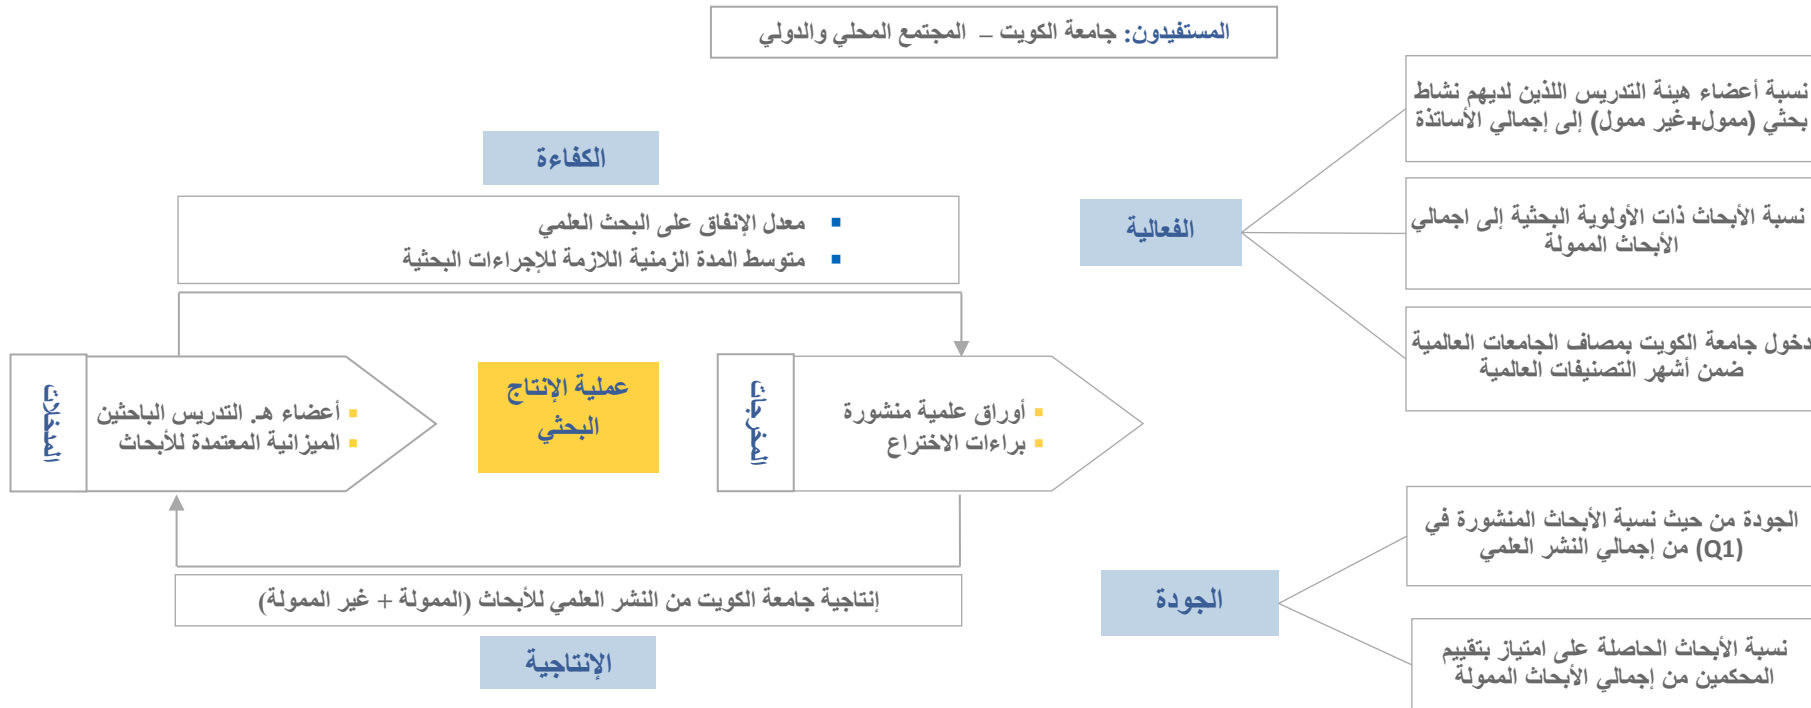 المستفيدون: جامعة الكويت – المجتمع المحلي والدولي
الكفاءة
▪ معدل الإنفاق على البحث العلمي
▪ متوسط المدة الزمنية اللازمة للإجراءات البحثية
المدخلات
▪ أعضاء هـ. التدريس الباحثين
▪ الميزانية المعتمدة للأبحاث
عملية الإنتاج
البحثي
المخرجات
▪ أوراق علمية منشورة
▪ براءات الاختراع
إنتاجية جامعة الكويت من النشر العلمي للأبحاث (الممولة + غير الممولة)
الإنتاجية
الفعالية
نسبة أعضاء هيئة التدريس اللذين لديهم نشاط
بحثي (ممول+غير ممول) إلى إجمالي الأساتذة
نسبة الأبحاث ذات الأولوية البحثية إلى اجمالي
الأبحاث الممولة
دخول جامعة الكويت بمصاف الجامعات العالمية
ضمن أشهر التصنيفات العالمية
الجودة
الجودة من حيث نسبة الأبحاث المنشورة في
(Q1) من إجمالي النشر العلمي
نسبة الأبحاث الحاصلة على امتياز بتقييم
المحكمين من إجمالي الأبحاث الممولة